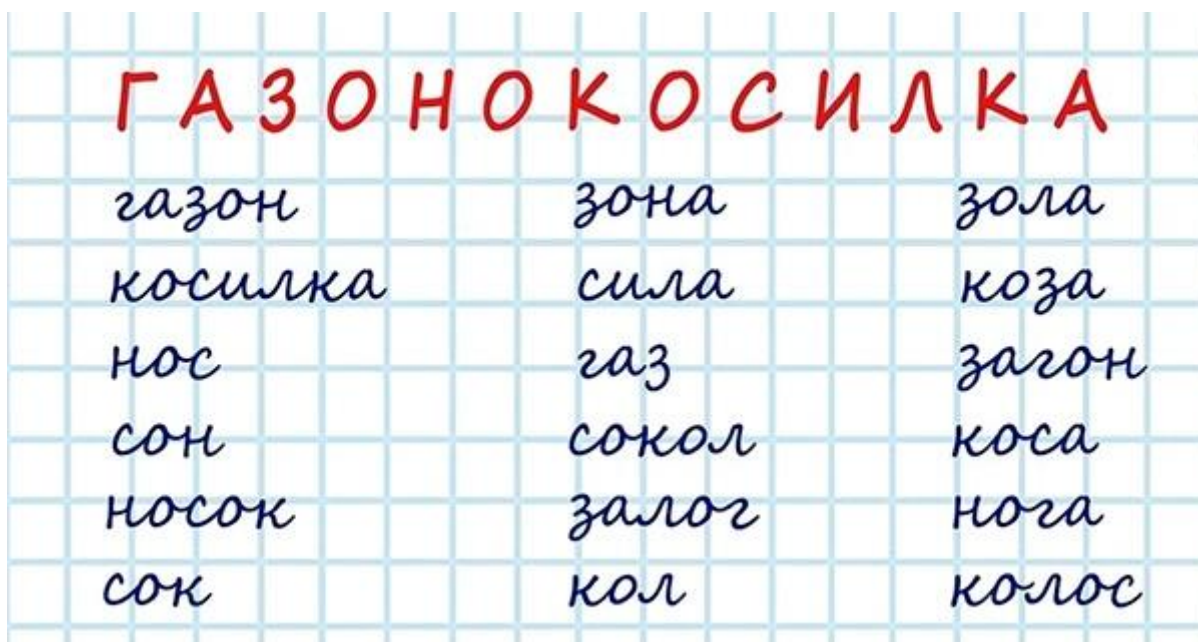 ГАЗОНОКОСИЛКА
газон зона зола
косилка сила коза
нос газ загон
сон сокол коса
носок залог нога
сок кол колос